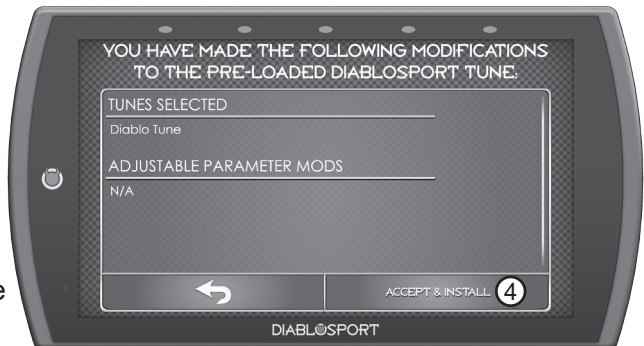 YOU HAVE MADE THE FOLLOWING MODIFICATIONS
TO THE PRE-LOADED DIABLOSPORT TUNE:
TUNES SELECTED
Diablo Tune
ADJUSTABLE PARAMETER MODS
N/A
e
ACCEPT & INSTALL 4
DIABLOSPORT